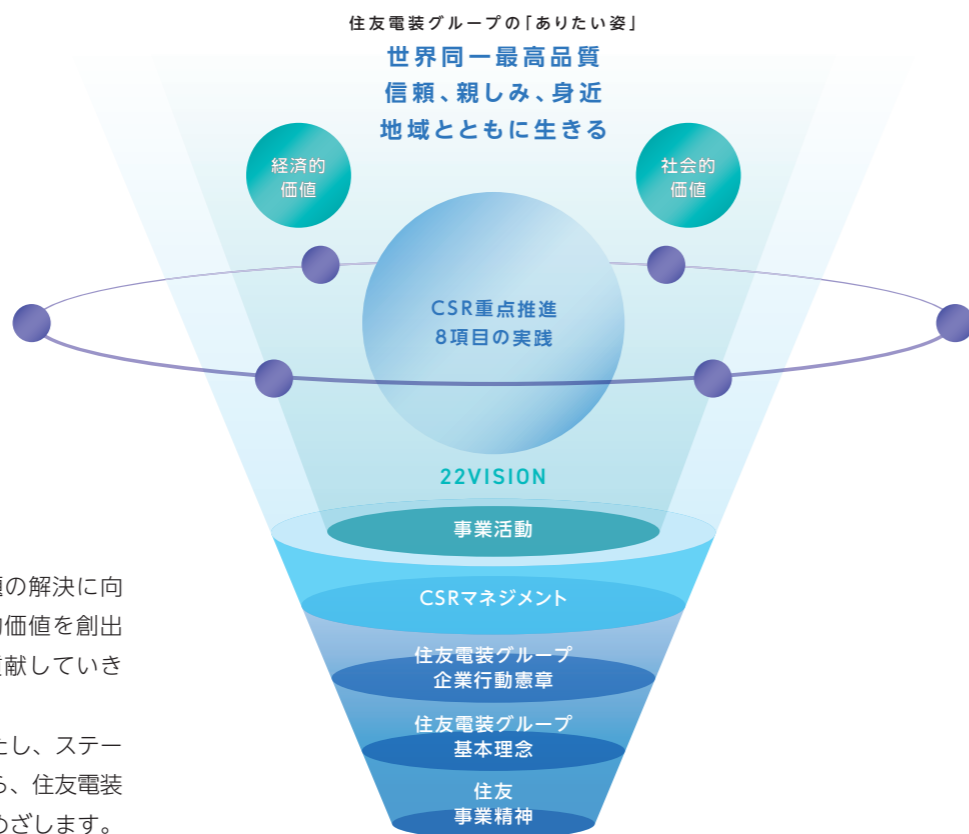 住友電装グループの「ありたい姿」
世界同一最高品質
信頼、親しみ、身近
地域とともに生きる
経済的
価値
社会的
価値
CSR重点推進
8項目の実践
22VISION
事業活動
CSRマネジメント
住友電装グループ
企業行動憲章
住友電装グループ
基本理念
住友
事業精神
の解決に向
価値を創出
献していき
たし、ステー
ら、住友電装
めざします。